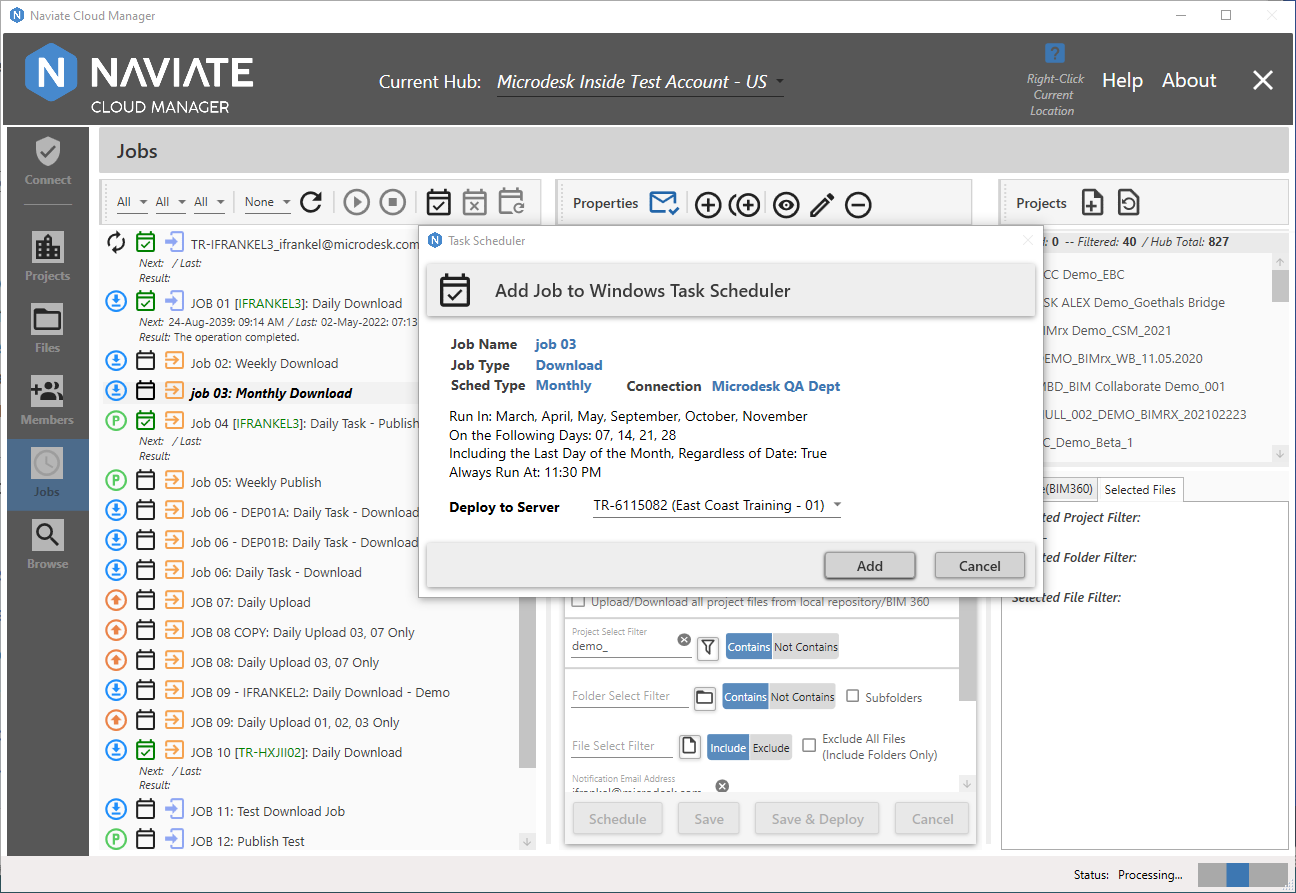 Naviate Cloud Manager
NAVIATE
CLOUD MANAGER
Current Hub: Microdesk Inside Test Account - US
?
Right-Click
Current
Location
Help About
Connect
Projects
Files
Members
Jobs
Browse
Jobs
All All All None
Properties
Projects
TR-IFRANKEL3_ifrankel@microdesk.com
Next: / Last:
Result:
JOB 01 [IFRANKEL3]: Daily Download
Next: 24-Aug-2039: 09:14 AM / Last: 02-May-2022: 07:13
Result: The operation completed.
Job 02: Weekly Download
job 03: Monthly Download
Job 04 [IFRANKEL3]: Daily Task - Publish
Next: / Last:
Result:
Job 05: Weekly Publish
Job 06 - DEP01A: Daily Task - Download
Job 06 - DEP01B: Daily Task - Download
Job 06: Daily Task - Download
JOB 07: Daily Upload
JOB 08 COPY: Daily Upload 03, 07 Only
JOB 08: Daily Upload 03, 07 Only
JOB 09 - IFRANKEL2: Daily Download - Demo
JOB 09: Daily Upload 01, 02, 03 Only
JOB 10 [TR-HXJII02]: Daily Download
Next: / Last:
Result:
JOB 11: Test Download Job
JOB 12: Publish Test
Task Scheduler
Add Job to Windows Task Scheduler
Job Name job 03
Job Type Download
Sched Type Monthly Connection Microdesk QA Dept
Run In: March, April, May, September, October, November
On the Following Days: 07, 14, 21, 28
Including the Last Day of the Month, Regardless of Date: True
Always Run At: 11:30 PM
Deploy to Server TR-6115082 (East Coast Training - 01)
Add Cancel
Upload/Download all project files from local repository/BIM 360
Project Select Filter
demo_
Contains Not Contains
Folder Select Filter Contains Not Contains Subfolders
File Select Filter Include Exclude Exclude All Files
(Include Folders Only)
Notification Email Address
ifrankel@microdesk.com
Schedule Save Save & Deploy Cancel
: 0 -- Filtered: 40 / Hub Total: 827
CC Demo_EBC
SK ALEX Demo_Goethals Bridge
IMrx Demo_CSM_2021
EMO_BIMrx_WB_11.05.2020
MBD_BIM Collaborate Demo_001
ULL_002_DEMO_BIMRX_202102223
C_Demo_Beta_1
(BIM360) Selected Files
ted Project Filter:
ted Folder Filter:
Selected File Filter:
Status: Processing...